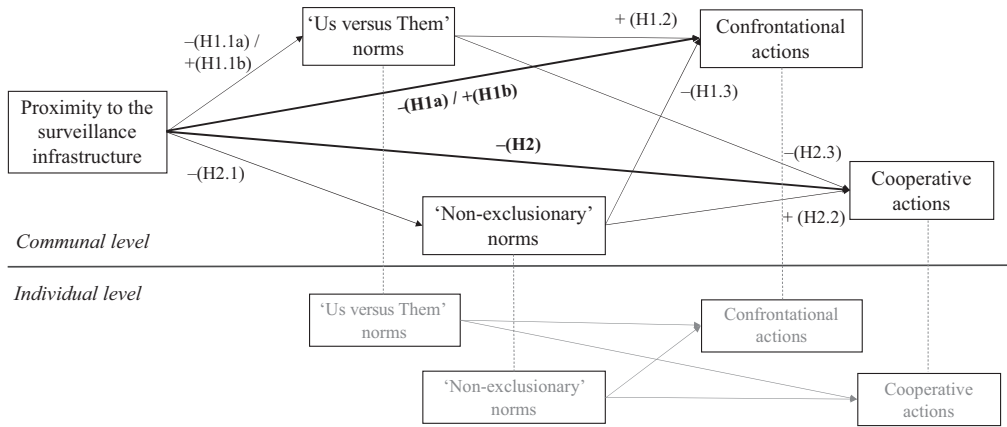 'Us versus Them'
norms
+ (H1.2)
Confrontational
actions
–(H1.1a) /
+(H1.1b)
–(H1a) / +(H1b)
–(H1.3)
Proximity to the
surveillance
infrastructure
–(H2)
–(H2.1)
–(H2.3)
Cooperative
actions
'Non-exclusionary'
norms
+ (H2.2)
Communal level
Individual level
'Us versus Them'
norms
Confrontational
actions
'Non-exclusionary'
norms
Cooperative
actions